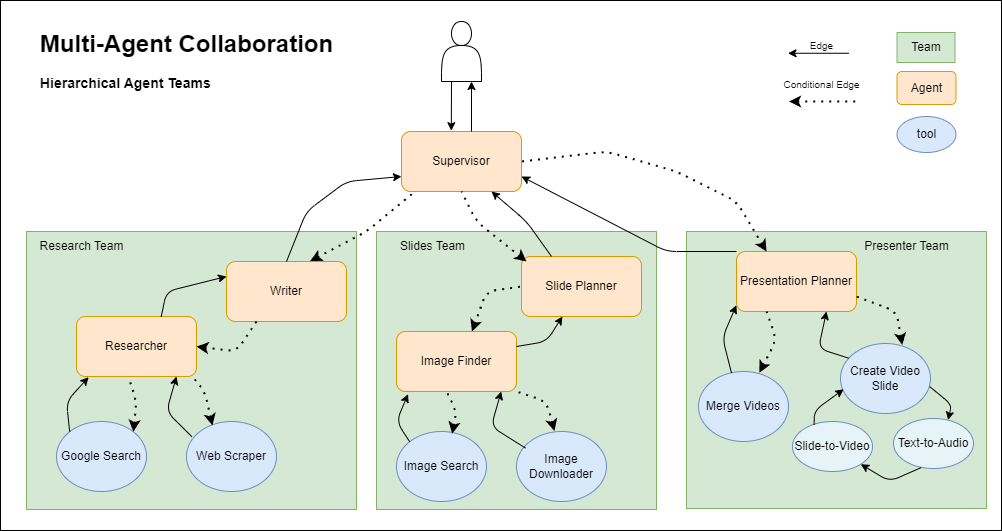 Multi-Agent Collaboration
Hierarchical Agent Teams
Edge
Conditional Edge
Team
Agent
tool
Supervisor
Research Team
Writer
Researcher
Google Search
Web Scraper
Slides Team
Slide Planner
Image Finder
Image Search
Image
Downloader
Presenter Team
Presentation Planner
Merge Videos
Create Video
Slide
Slide-to-Video
Text-to-Audio